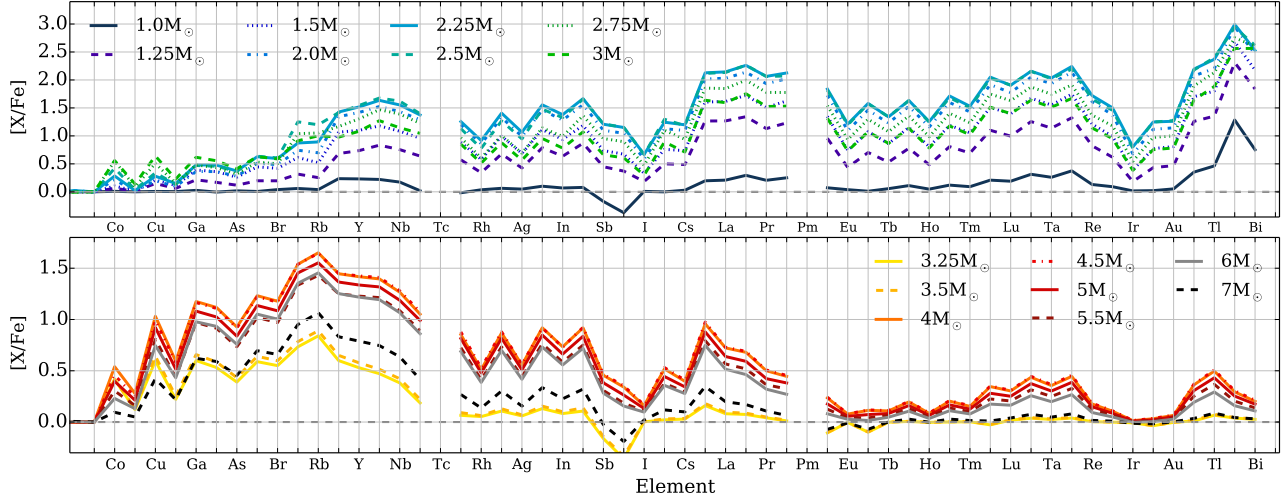 [X/Fe]
3.0
2.5
2.0
1.5
1.0
0.5
0.0
1.0M☉ 1.5M☉ 2.25M☉ 2.75M☉
1.25M☉ 2.0M☉ 2.5M☉ 3M☉
Co Cu Ga As Br Rb Y Nb Tc Rh Ag In Sb I Cs La Pr Pm Eu Tb Ho Tm Lu Ta Re Ir Au Tl Bi
[X/Fe]
1.5
1.0
0.5
0.0
3.25M☉ 4.5M☉ 6M☉
3.5M☉ 5M☉ 7M☉
4M☉ 5.5M☉
Co Cu Ga As Br Rb Y Nb Tc Rh Ag In Sb I Cs La Pr Pm Eu Tb Ho Tm Lu Ta Re Ir Au Tl Bi
Element